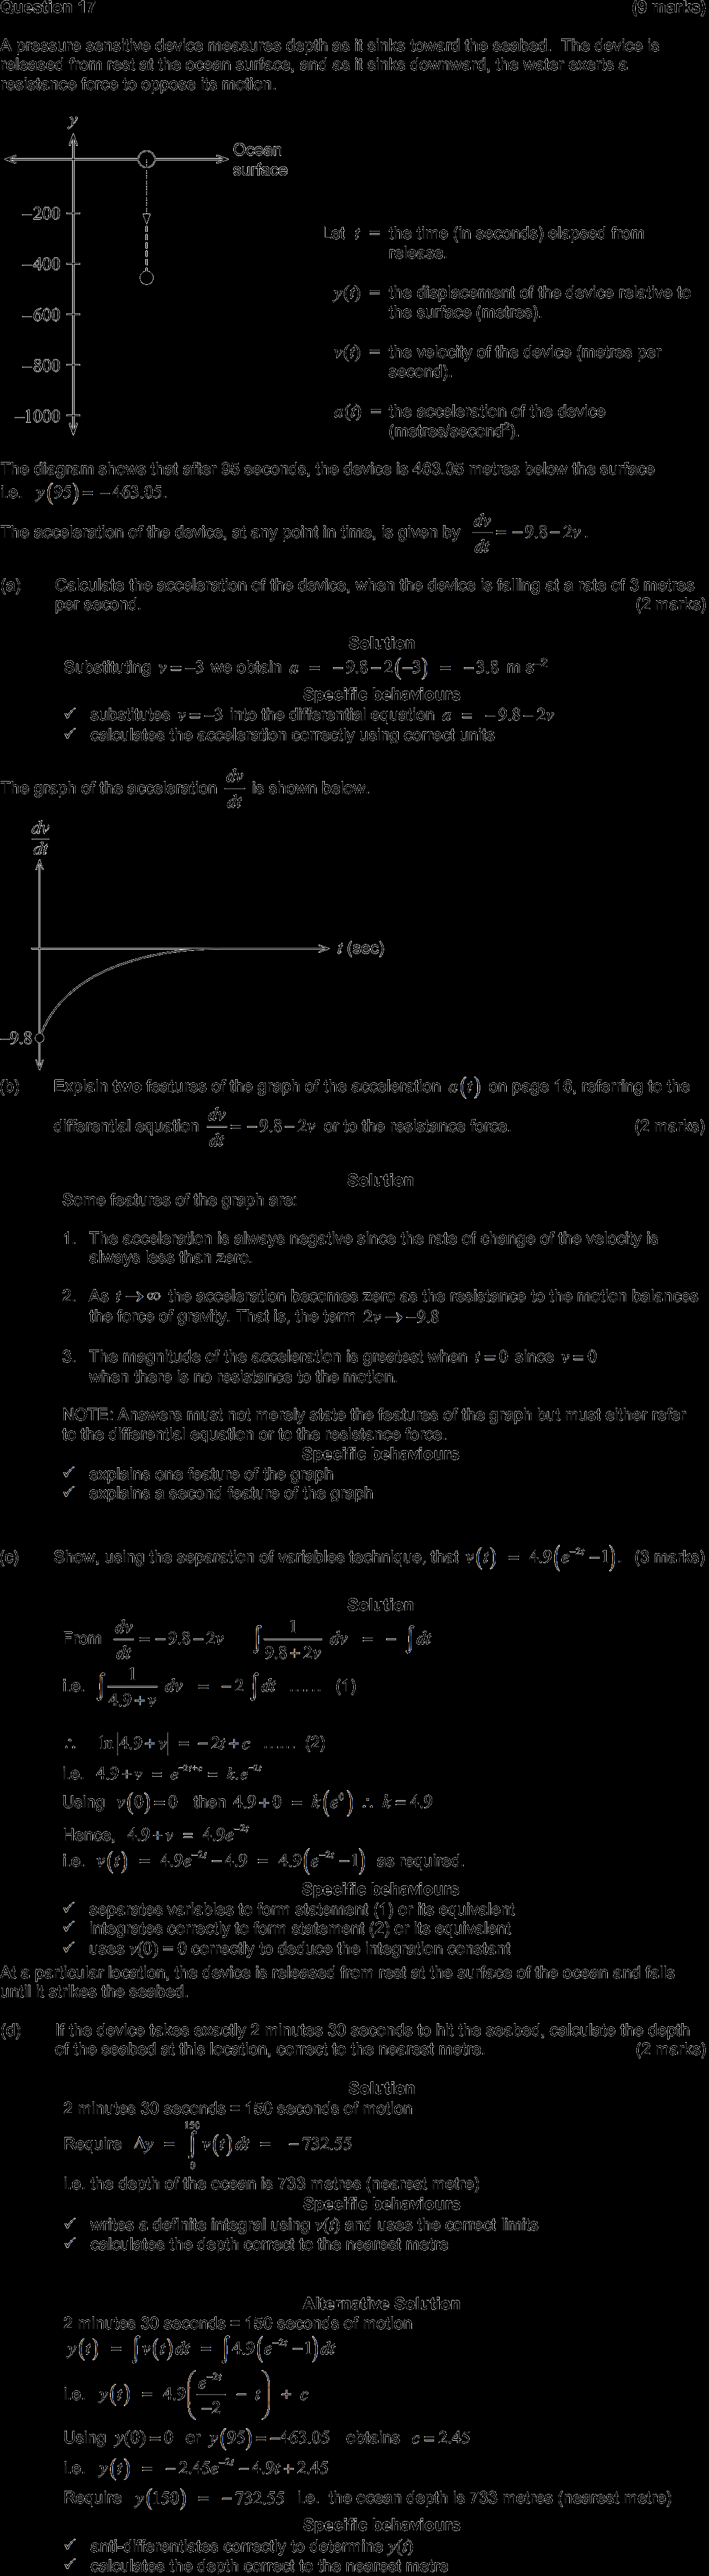 Question 17 (9 marks)
A pressure sensitive device measures depth as it sinks toward the seabed. The device is
released from rest at the ocean surface, and as it sinks downward, the water exerts a
resistance force to oppose its motion.
y
Ocean
surface
–200
–400
–600
–800
–1000
Let t = the time (in seconds) elapsed from
release.
y(t) = the displacement of the device relative to
the surface (metres).
v(t) = the velocity of the device (metres per
second).
a(t) = the acceleration of the device
(metres/second²).
The diagram shows that after 95 seconds, the device is 463.05 metres below the surface
i.e. y(95) = −463.05.
The acceleration of the device, at any point in time, is given by dv/dt = −9.8 − 2v.
(a) Calculate the acceleration of the device, when the device is falling at a rate of 3 metres
per second. (2 marks)
Solution
Substituting v = −3 we obtain a = −9.8 − 2(−3) = −3.8 m s⁻²
Specific behaviours
✓ substitutes v = −3 into the differential equation a = −9.8 − 2v
✓ calculates the acceleration correctly using correct units
The graph of the acceleration dv/dt is shown below.
dv/dt
t (sec)
–9.8
(b) Explain two features of the graph of the acceleration a(t) on page 16, referring to the
differential equation dv/dt = −9.8 − 2v or to the resistance force. (2 marks)
Solution
Some features of the graph are:
1. The acceleration is always negative since the rate of change of the velocity is
always less than zero.
2. As t → ∞ the acceleration becomes zero as the resistance to the motion balances
the force of gravity. That is, the term 2v → −9.8
3. The magnitude of the acceleration is greatest when t = 0 since v = 0
when there is no resistance to the motion.
NOTE: Answers must not merely state the features of the graph but must either refer
to the differential equation or to the resistance force.
Specific behaviours
✓ explains one feature of the graph
✓ explains a second feature of the graph
(c) Show, using the separation of variables technique, that v(t) = 4.9(e⁻²ᵗ − 1). (3 marks)
Solution
From dv/dt = −9.8 − 2v ∫ 1/(9.8 + 2v) dv = − ∫ dt
i.e. ∫ 1/(4.9 + v) dv = −2 ∫ dt ...... (1)
∴ ln|4.9 + v| = −2t + c ...... (2)
i.e. 4.9 + v = e⁻²ᵗ⁺ᶜ = k.e⁻²ᵗ
Using v(0) = 0 then 4.9 + 0 = k(e⁰) ∴ k = 4.9
Hence, 4.9 + v = 4.9e⁻²ᵗ
i.e. v(t) = 4.9e⁻²ᵗ − 4.9 = 4.9(e⁻²ᵗ − 1) as required.
Specific behaviours
✓ separates variables to form statement (1) or its equivalent
✓ integrates correctly to form statement (2) or its equivalent
✓ uses v(0) = 0 correctly to deduce the integration constant
At a particular location, the device is released from rest at the surface of the ocean and falls
until it strikes the seabed.
(d) If the device takes exactly 2 minutes 30 seconds to hit the seabed, calculate the depth
of the seabed at this location, correct to the nearest metre. (2 marks)
Solution
2 minutes 30 seconds = 150 seconds of motion
Require Δy = ∫₀¹⁵⁰ v(t) dt = −732.55
i.e. the depth of the ocean is 733 metres (nearest metre)
Specific behaviours
✓ writes a definite integral using v(t) and uses the correct limits
✓ calculates the depth correct to the nearest metre
Alternative Solution
2 minutes 30 seconds = 150 seconds of motion
y(t) = ∫ v(t) dt = ∫ 4.9(e⁻²ᵗ − 1) dt
i.e. y(t) = 4.9(e⁻²ᵗ/−2 − t) + c
Using y(0) = 0 or y(95) = −463.05 obtains c = 2.45
i.e. y(t) = −2.45e⁻²ᵗ − 4.9t + 2.45
Require y(150) = −732.55 i.e. the ocean depth is 733 metres (nearest metre)
Specific behaviours
✓ anti-differentiates correctly to determine y(t)
✓ calculates the depth correct to the nearest metre